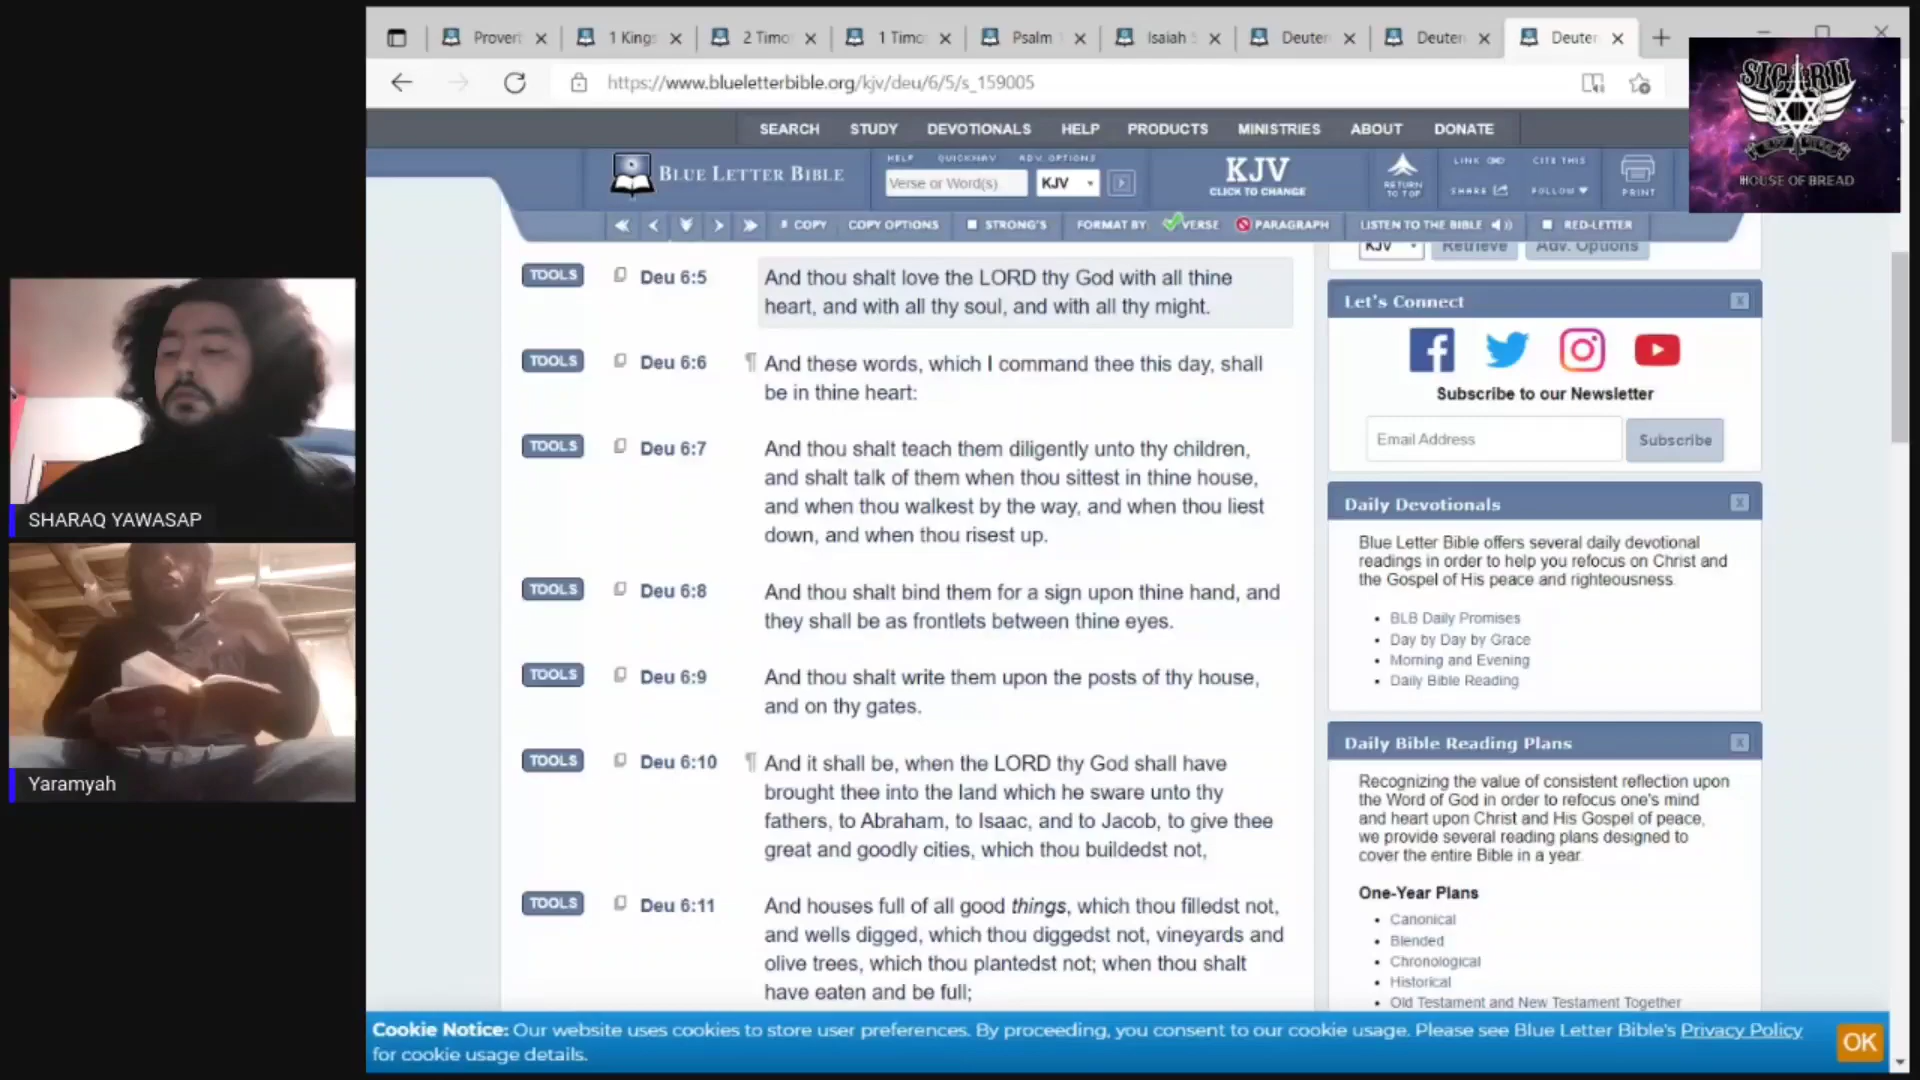 Prover
1 King
2 Timo
1 Timo
Psalm
Isaiah
Deuter
Deuter
Deuter
https://www.blueletterbible.org/kjv/deu/6/5/s_159005
SICARII
HOUSE OF BREAD
SEARCH STUDY DEVOTIONALS HELP PRODUCTS MINISTRIES ABOUT DONATE
BLUE LETTER BIBLE
HELP QUICKNAV ADV. OPTIONS
Verse or Word(s) KJV
KJV
CLICK TO CHANGE
RETURN
TO TOP
LINK CITE THIS
SHARE FOLLOW
PRINT
COPY COPY OPTIONS STRONG'S FORMAT BY VERSE PARAGRAPH LISTEN TO THE BIBLE RED-LETTER
KJV Retrieve Adv. Options
TOOLS Deu 6:5 And thou shalt love the LORD thy God with all thine
heart, and with all thy soul, and with all thy might.
TOOLS Deu 6:6 ¶ And these words, which I command thee this day, shall
be in thine heart:
TOOLS Deu 6:7 And thou shalt teach them diligently unto thy children,
and shalt talk of them when thou sittest in thine house,
and when thou walkest by the way, and when thou liest
down, and when thou risest up.
TOOLS Deu 6:8 And thou shalt bind them for a sign upon thine hand, and
they shall be as frontlets between thine eyes.
TOOLS Deu 6:9 And thou shalt write them upon the posts of thy house,
and on thy gates.
TOOLS Deu 6:10 ¶ And it shall be, when the LORD thy God shall have
brought thee into the land which he sware unto thy
fathers, to Abraham, to Isaac, and to Jacob, to give thee
great and goodly cities, which thou buildedst not,
TOOLS Deu 6:11 And houses full of all good things, which thou filledst not,
and wells digged, which thou diggedst not, vineyards and
olive trees, which thou plantedst not; when thou shalt
have eaten and be full;
Let's Connect
Subscribe to our Newsletter
Email Address Subscribe
Daily Devotionals
Blue Letter Bible offers several daily devotional
readings in order to help you refocus on Christ and
the Gospel of His peace and righteousness.
• BLB Daily Promises
• Day by Day by Grace
• Morning and Evening
• Daily Bible Reading
Daily Bible Reading Plans
Recognizing the value of consistent reflection upon
the Word of God in order to refocus one's mind
and heart upon Christ and His Gospel of peace,
we provide several reading plans designed to
cover the entire Bible in a year.
One-Year Plans
• Canonical
• Blended
• Chronological
• Historical
• Old Testament and New Testament Together
SHARAQ YAWASAP
Yaramyah
Cookie Notice: Our website uses cookies to store user preferences. By proceeding, you consent to our cookie usage. Please see Blue Letter Bible's Privacy Policy
for cookie usage details.
OK